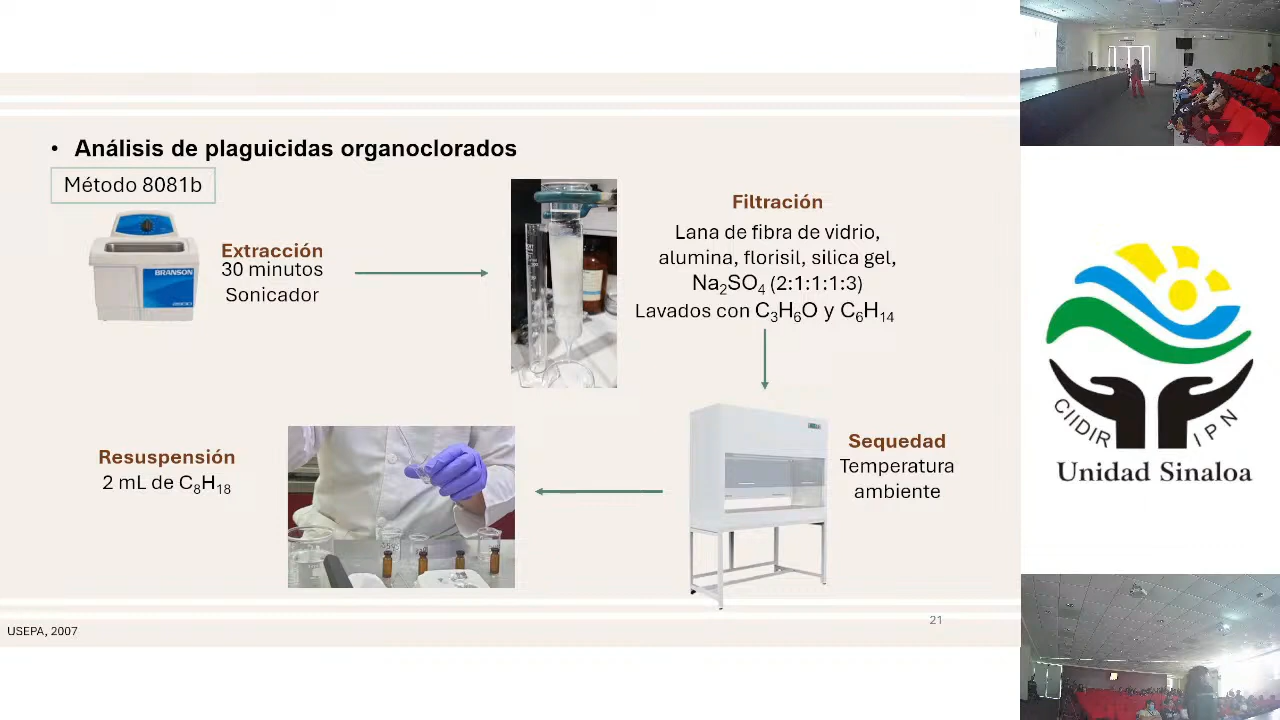 • Análisis de plaguicidas organoclorados
Método 8081b
BRANSON
Extracción
30 minutos
Sonicador
Filtración
Lana de fibra de vidrio,
alumina, florisil, silica gel,
Na₂SO₄ (2:1:1:1:3)
Lavados con C₃H₆O y C₆H₁₄
Sequedad
Temperatura
ambiente
Resuspensión
2 mL de C₈H₁₈
USEPA, 2007
21
CIIDIR IPN
Unidad Sinaloa